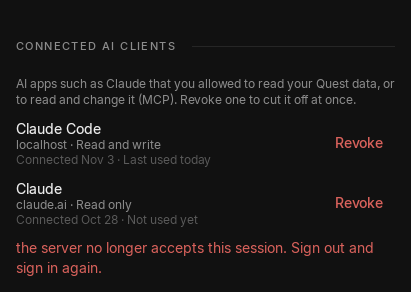 CONNECTED AI CLIENTS
AI apps such as Claude that you allowed to read your Quest data, or
to read and change it (MCP). Revoke one to cut it off at once.
Claude Code
localhost · Read and write
Connected Nov 3 · Last used today
Revoke
Claude
claude.ai · Read only
Connected Oct 28 · Not used yet
Revoke
the server no longer accepts this session. Sign out and
sign in again.